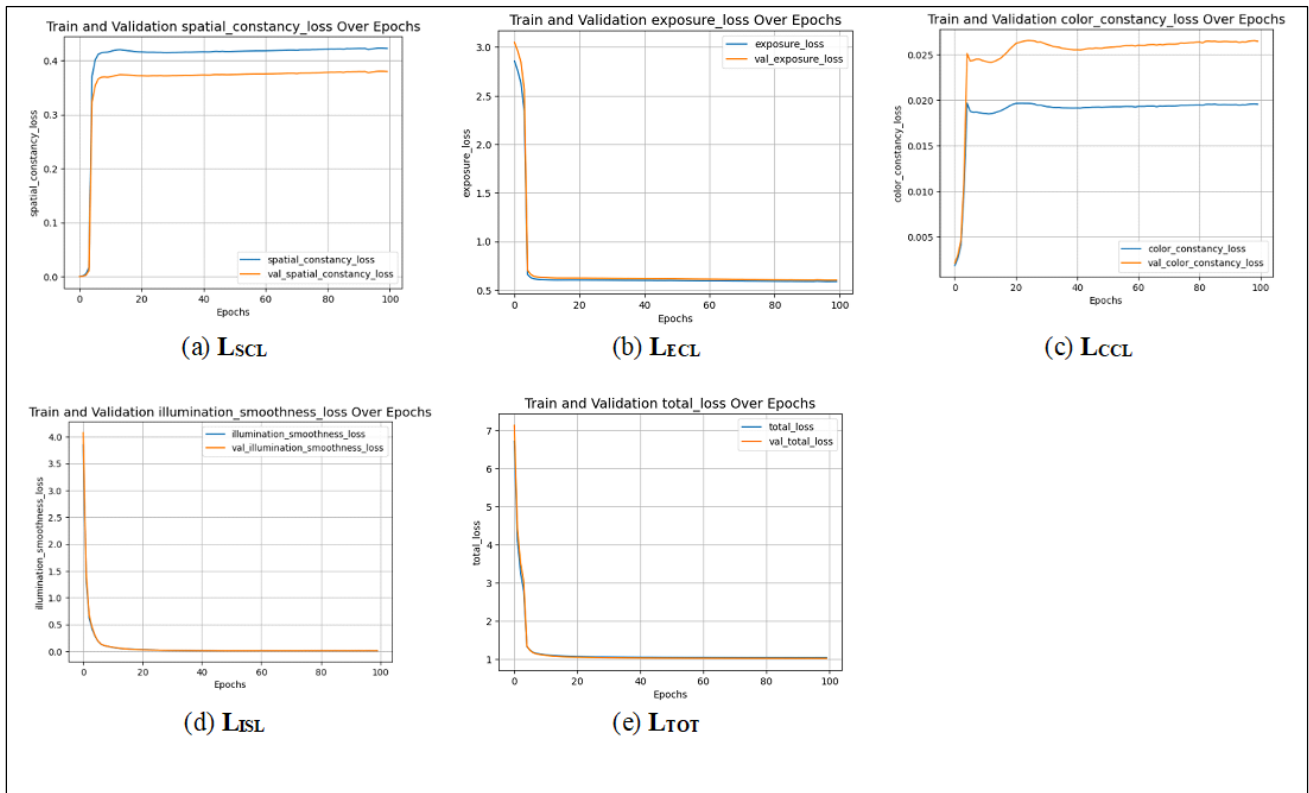 Train and Validation spatial_constancy_loss Over Epochs
0.4
0.3
0.2
0.1
0.0
spatial_constancy_loss
spatial_constancy_loss
val_spatial_constancy_loss
0 20 40 60 80 100
Epochs
(a) LSCL
Train and Validation exposure_loss Over Epochs
3.0
2.5
2.0
1.5
1.0
0.5
exposure_loss
exposure_loss
val_exposure_loss
0 20 40 60 80 100
Epochs
(b) LECL
Train and Validation color_constancy_loss Over Epochs
0.025
0.020
0.015
0.010
0.005
color_constancy_loss
color_constancy_loss
val_color_constancy_loss
0 20 40 60 80 100
Epochs
(c) LCCL
Train and Validation illumination_smoothness_loss Over Epochs
4.0
3.5
3.0
2.5
2.0
1.5
1.0
0.5
0.0
illumination_smoothness_loss
illumination_smoothness_loss
val_illumination_smoothness_loss
0 20 40 60 80 100
Epochs
(d) LISL
Train and Validation total_loss Over Epochs
7
6
5
4
3
2
1
total_loss
total_loss
val_total_loss
0 20 40 60 80 100
Epochs
(e) LTOT